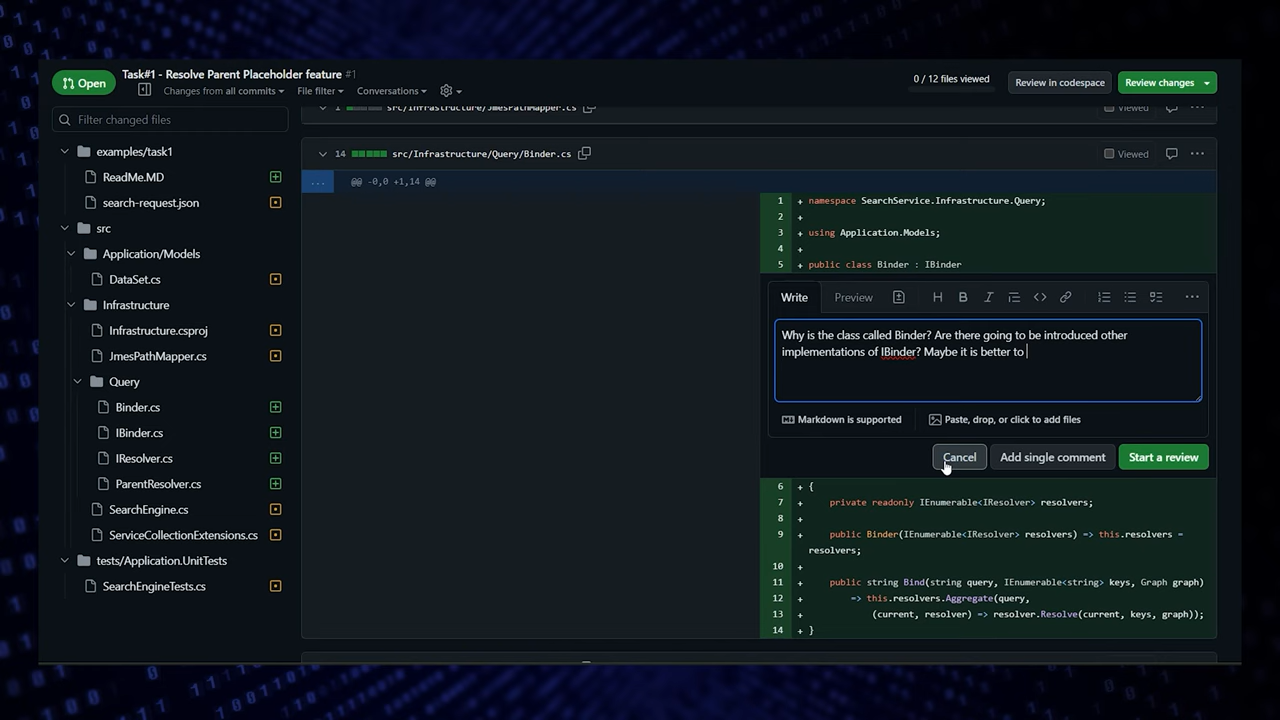 Open
Task#1 - Resolve Parent Placeholder feature #1
Changes from all commits
File filter
Conversations
0 / 12 files viewed
Review in codespace
Review changes
Filter changed files
examples/task1
ReadMe.MD
search-request.json
src
Application/Models
DataSet.cs
Infrastructure
Infrastructure.csproj
JmesPathMapper.cs
Query
Binder.cs
IBinder.cs
IResolver.cs
ParentResolver.cs
SearchEngine.cs
ServiceCollectionExtensions.cs
tests/Application.UnitTests
SearchEngineTests.cs
src/Infrastructure/JmesPathMapper.cs
Viewed
14 src/Infrastructure/Query/Binder.cs
Viewed
... @@ -0,0 +1,14 @@
1 + namespace SearchService.Infrastructure.Query;
2 +
3 + using Application.Models;
4 +
5 + public class Binder : IBinder
Write
Preview
Why is the class called Binder? Are there going to be introduced other
implementations of IBinder? Maybe it is better to
Markdown is supported
Paste, drop, or click to add files
Cancel
Add single comment
Start a review
6 + {
7 + private readonly IEnumerable<IResolver> resolvers;
8 +
9 + public Binder(IEnumerable<IResolver> resolvers) => this.resolvers =
resolvers;
10 +
11 + public string Bind(string query, IEnumerable<string> keys, Graph graph)
12 + => this.resolvers.Aggregate(query,
13 + (current, resolver) => resolver.Resolve(current, keys, graph));
14 + }